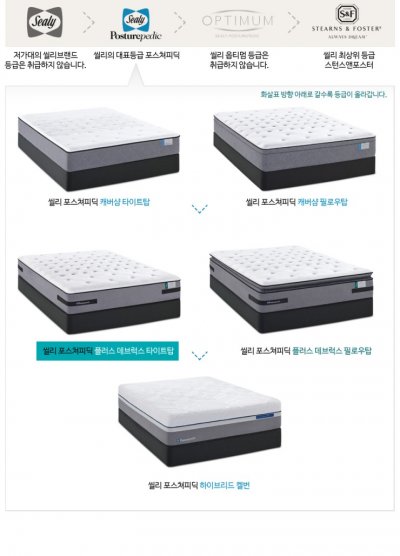 Sealy
Sealy
Posturepedic
OPTIMUM
SEALY POSTUREPEDIC
S&F
STEARNS & FOSTER
ALWAYS DREAM
저가대의 씰리브랜드
등급은 취급하지 않습니다.
씰리의 대표등급 포스쳐피딕
씰리 옵티멈 등급은
취급하지 않습니다.
씰리 최상위 등급
스턴스앤포스터
화살표 방향 아래로 갈수록 등급이 올라갑니다.
씰리 포스쳐피딕 캐버샴 타이트탑
씰리 포스쳐피딕 캐버샴 필로우탑
씰리 포스쳐피딕 플러스 데브럭스 타이트탑
씰리 포스쳐피딕 플러스 데브럭스 필로우탑
씰리 포스쳐피딕 하이브리드 켈번